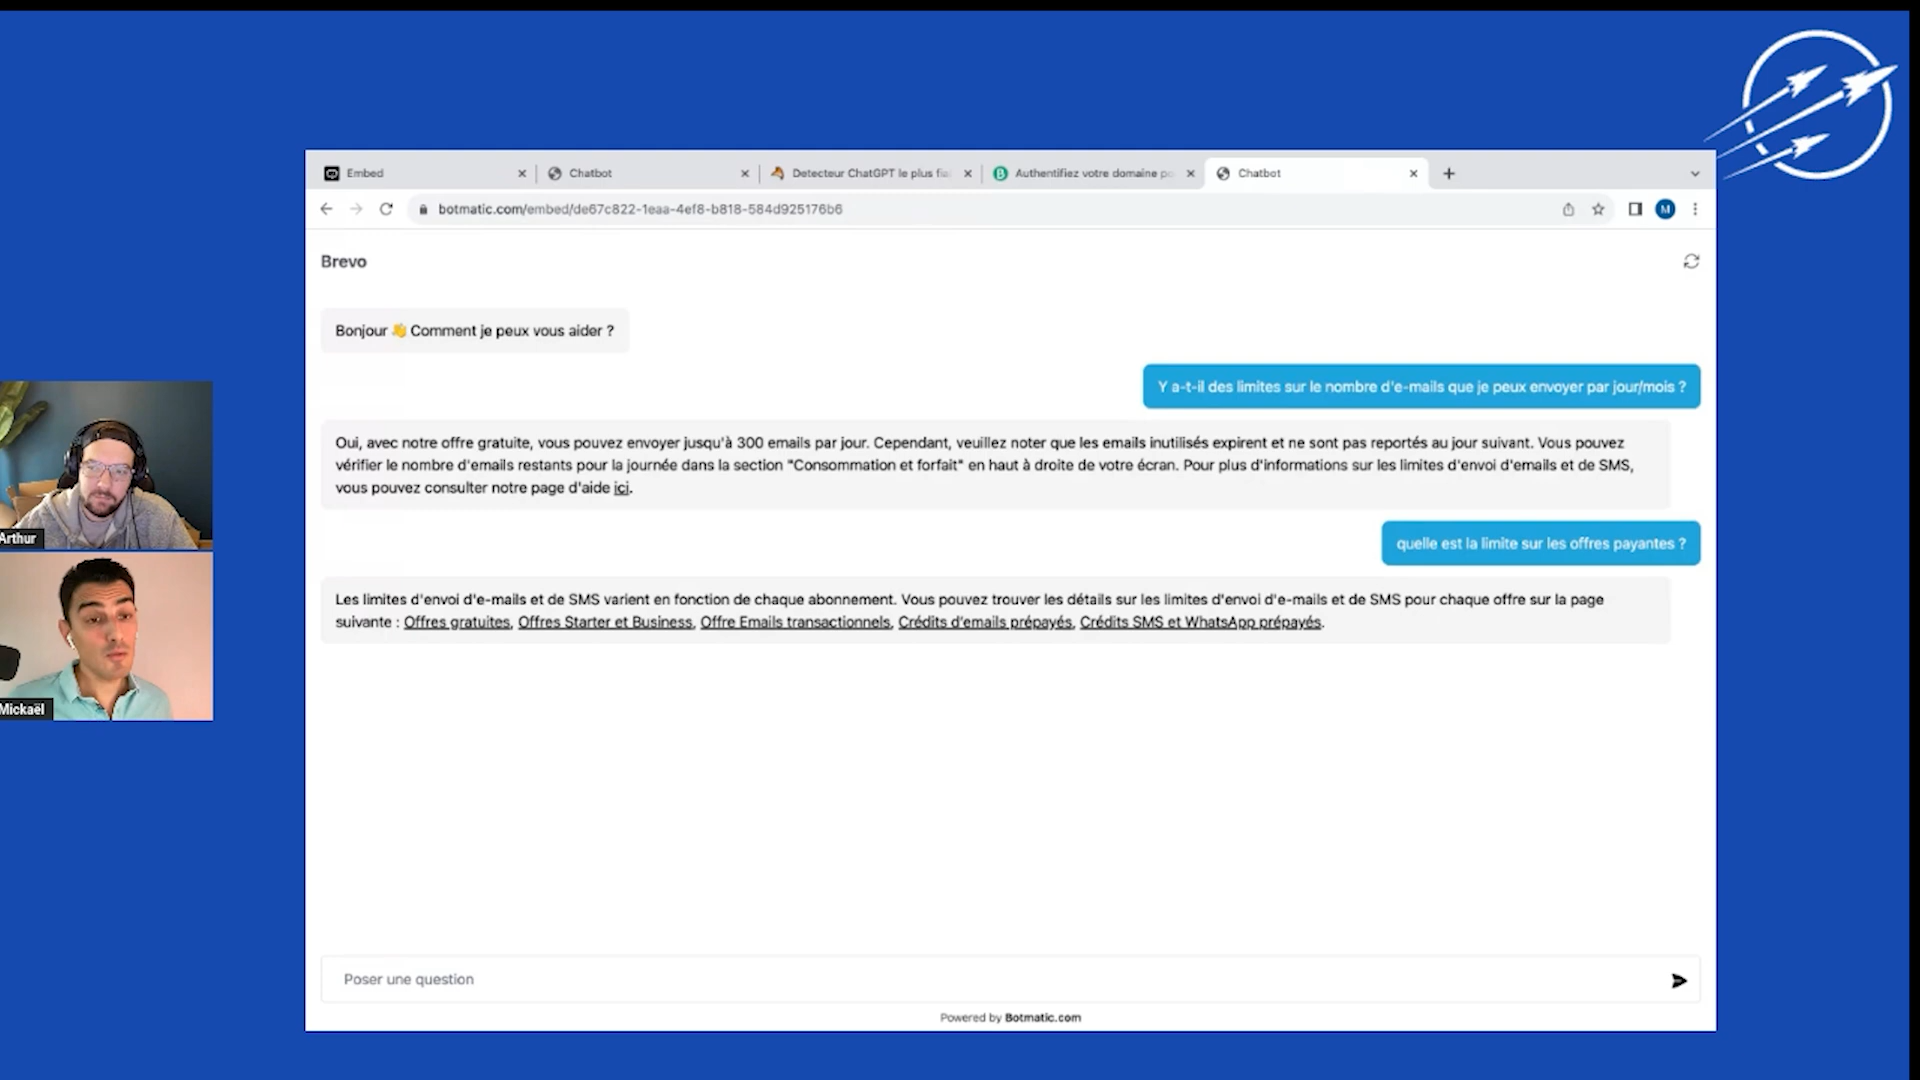 Embed
Chatbot
Detecteur ChatGPT le plus fia
Authentifiez votre domaine po
Chatbot
botmatic.com/embed/de67c822-1eaa-4ef8-b818-584d925176b6
M
Brevo
Bonjour 👋 Comment je peux vous aider ?
Y a-t-il des limites sur le nombre d'e-mails que je peux envoyer par jour/mois ?
Oui, avec notre offre gratuite, vous pouvez envoyer jusqu'à 300 emails par jour. Cependant, veuillez noter que les emails inutilisés expirent et ne sont pas reportés au jour suivant. Vous pouvez
vérifier le nombre d'emails restants pour la journée dans la section "Consommation et forfait" en haut à droite de votre écran. Pour plus d'informations sur les limites d'envoi d'emails et de SMS,
vous pouvez consulter notre page d'aide ici.
quelle est la limite sur les offres payantes ?
Les limites d'envoi d'e-mails et de SMS varient en fonction de chaque abonnement. Vous pouvez trouver les détails sur les limites d'envoi d'e-mails et de SMS pour chaque offre sur la page
suivante : Offres gratuites, Offres Starter et Business, Offre Emails transactionnels, Crédits d'emails prépayés, Crédits SMS et WhatsApp prépayés.
Poser une question
Powered by Botmatic.com
Arthur
Mickaël